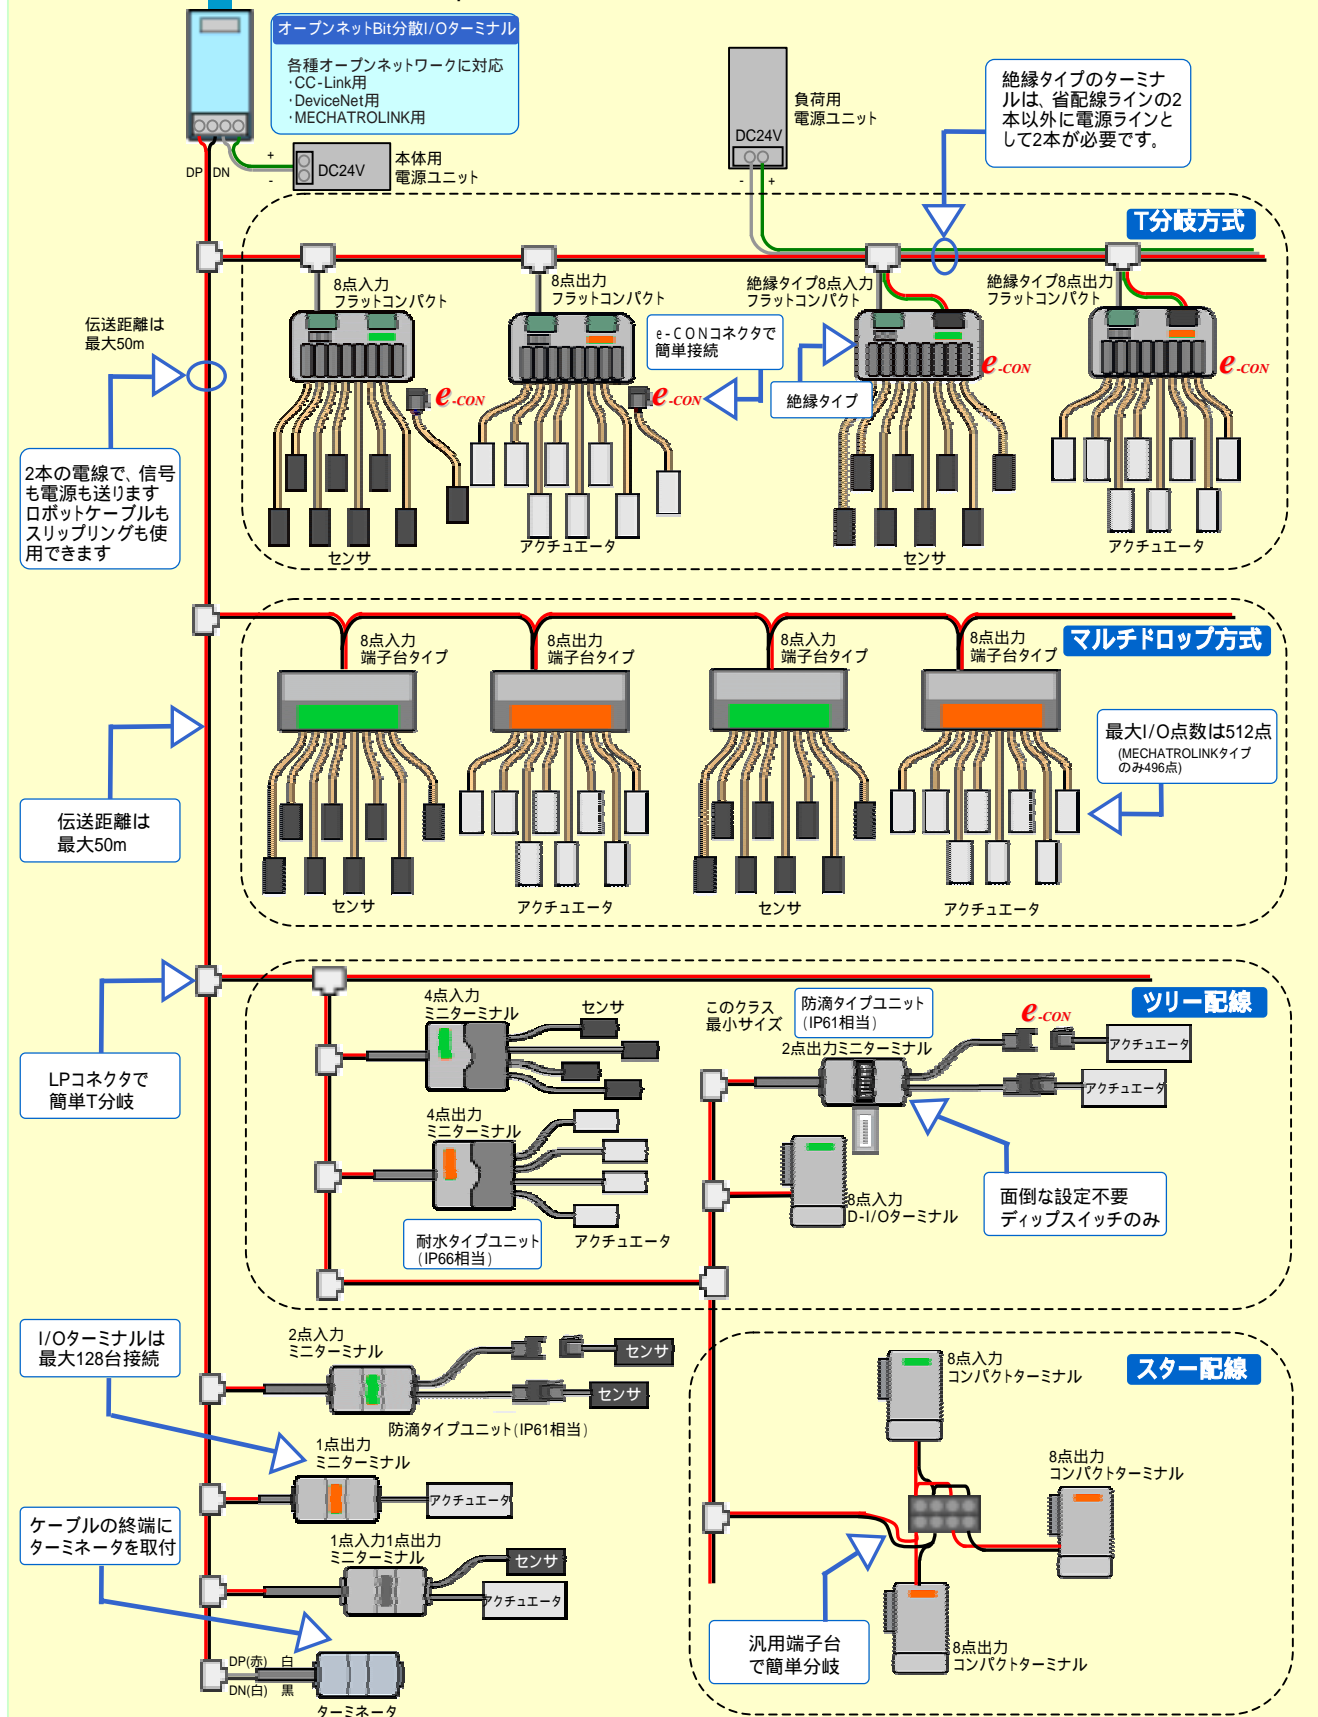 オープンネットBit分散I/Oターミナル
各種オープンネットワークに対応
・CC-Link用
・DeviceNet用
・MECHATROLINK用
DP
DN
+
-
DC24V
本体用
電源ユニット
負荷用
電源ユニット
DC24V
-
+
絶縁タイプのターミナ
ルは、省配線ラインの2
本以外に電源ラインと
して2本が必要です。
T分岐方式
8点入力
フラットコンパクト
8点出力
フラットコンパクト
絶縁タイプ8点入力
フラットコンパクト
絶縁タイプ8点出力
フラットコンパクト
伝送距離は
最大50m
e-CONコネクタで
簡単接続
絶縁タイプ
e-CON
e-CON
e-CON
e-CON
2本の電線で、信号
も電源も送ります
ロボットケーブルも
スリップリングも使
用できます
センサ
アクチュエータ
センサ
アクチュエータ
マルチドロップ方式
8点入力
端子台タイプ
8点出力
端子台タイプ
8点入力
端子台タイプ
8点出力
端子台タイプ
最大I/O点数は512点
(MECHATROLINKタイプ
のみ496点)
伝送距離は
最大50m
センサ
アクチュエータ
センサ
アクチュエータ
ツリー配線
4点入力
ミニターミナル
センサ
このクラス
最小サイズ
防滴タイプユニット
(IP61相当)
e-CON
2点出力ミニターミナル
アクチュエータ
アクチュエータ
LPコネクタで
簡単T分岐
4点出力
ミニターミナル
耐水タイプユニット
(IP66相当)
アクチュエータ
8点入力
D-I/Oターミナル
面倒な設定不要
ディップスイッチのみ
I/Oターミナルは
最大128台接続
2点入力
ミニターミナル
センサ
センサ
防滴タイプユニット(IP61相当)
1点出力
ミニターミナル
アクチュエータ
ケーブルの終端に
ターミネータを取付
1点入力1点出力
ミニターミナル
センサ
アクチュエータ
DP(赤) 白
DN(白) 黒
ターミネータ
スター配線
8点入力
コンパクトターミナル
8点出力
コンパクトターミナル
汎用端子台
で簡単分岐
8点出力
コンパクトターミナル